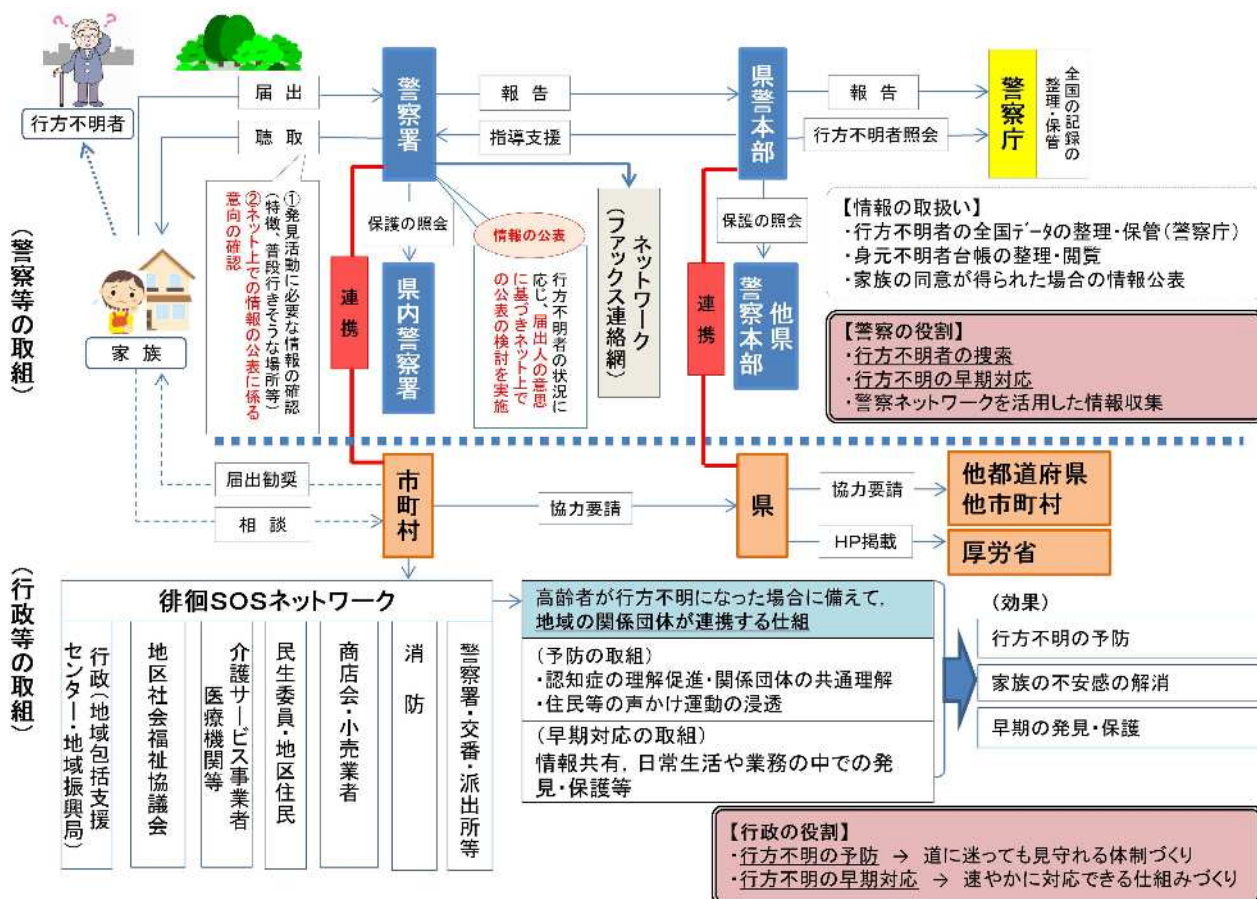 ? ? ?
行方不明者
届出
聴取
警察署
報告
指導支援
県警本部
報告
行方不明者照会
警察庁
全国の記録の
整理・保管
(警察等の取組)
家族
①発見活動に必要な情報の確認
(特徴、普段行きそうな場所等)
②ネット上での情報の公表に係る
意向の確認
連携
保護の照会
県内警察署
情報の公表
行方不明者の状況に
応じ、届出人の意思
に基づきネット上で
の公表の検討を実施
ネットワーク
(ファックス連絡網)
連携
保護の照会
他県
警察本部
【情報の取扱い】
・行方不明者の全国データの整理・保管(警察庁)
・身元不明者台帳の整理・閲覧
・家族の同意が得られた場合の情報公表
【警察の役割】
・行方不明者の捜索
・行方不明の早期対応
・警察ネットワークを活用した情報収集
(行政等の取組)
届出勧奨
相談
市町村
協力要請
県
協力要請
HP掲載
他都道府県
他市町村
厚労省
徘徊SOSネットワーク
行政(地域包括支援
センター・地域振興局)
地区社会福祉協議会
介護サービス事業者
医療機関等
民生委員・地区住民
商店会・小売業者
消防
警察署・交番・派出所等
高齢者が行方不明になった場合に備えて,
地域の関係団体が連携する仕組
(予防の取組)
・認知症の理解促進・関係団体の共通理解
・住民等の声かけ運動の浸透
(早期対応の取組)
情報共有,日常生活や業務の中での発
見・保護等
(効果)
行方不明の予防
家族の不安感の解消
早期の発見・保護
【行政の役割】
・行方不明の予防 → 道に迷っても見守れる体制づくり
・行方不明の早期対応 → 速やかに対応できる仕組みづくり